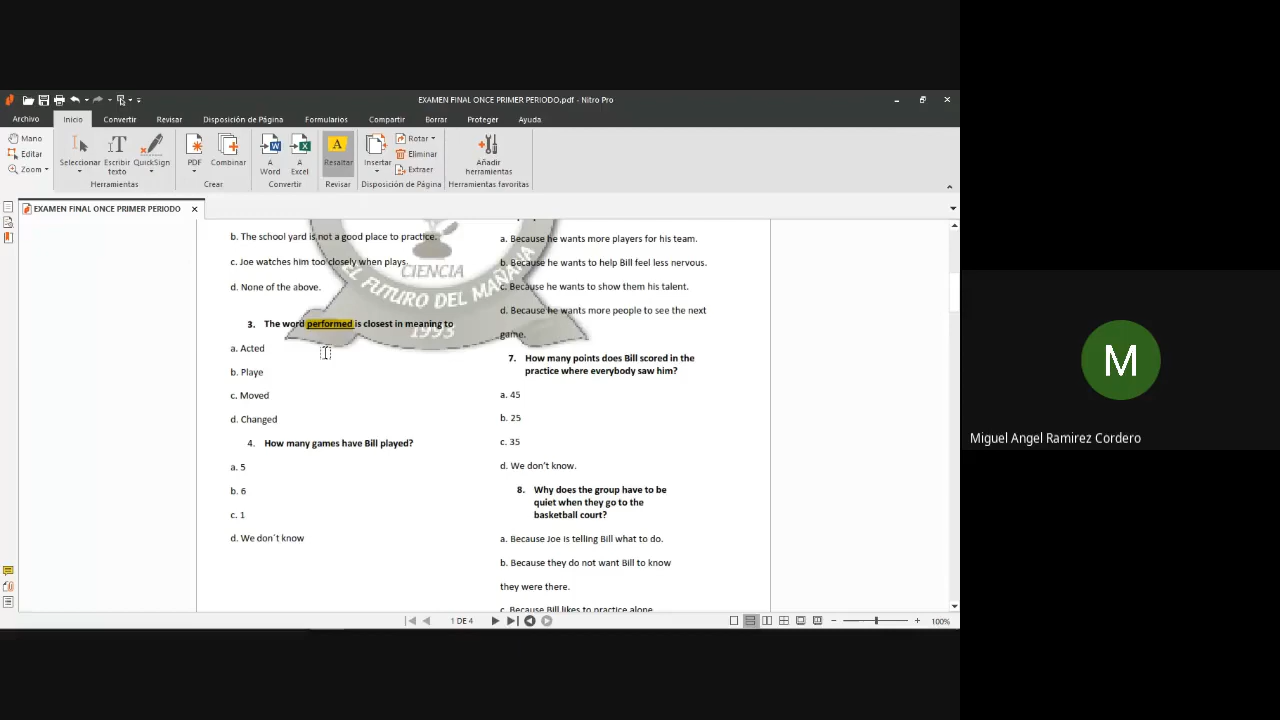 EXAMEN FINAL ONCE PRIMER PERIODO.pdf - Nitro Pro
Archivo Inicio Convertir Revisar Disposición de Página Formularios Compartir Borrar Proteger Ayuda
Mano
Editar
Zoom
Seleccionar
Escribir texto
QuickSign
Herramientas
PDF
Combinar
Crear
A Word
A Excel
Convertir
Resaltar
Revisar
Insertar
Rotar
Eliminar
Extraer
Disposición de Página
Añadir herramientas
Herramientas favoritas
EXAMEN FINAL ONCE PRIMER PERIODO
CIENCIA
EL FUTURO DEL MAÑANA
1995
b. The school yard is not a good place to practice.
c. Joe watches him too closely when plays.
d. None of the above.
3. The word performed is closest in meaning to
a. Acted
b. Playe
c. Moved
d. Changed
4. How many games have Bill played?
a. 5
b. 6
c. 1
d. We don´t know
a. Because he wants more players for his team.
b. Because he wants to help Bill feel less nervous.
c. Because he wants to show them his talent.
d. Because he wants more people to see the next
game.
7. How many points does Bill scored in the
practice where everybody saw him?
a. 45
b. 25
c. 35
d. We don't know.
8. Why does the group have to be
quiet when they go to the
basketball court?
a. Because Joe is telling Bill what to do.
b. Because they do not want Bill to know
they were there.
c. Because Bill likes to practice alone
1 DE 4
100%
M
Miguel Angel Ramirez Cordero